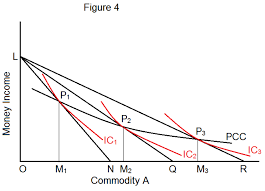 Figure 4
L
Money Income
P1
P2
P3
PCC
IC1
IC2
IC3
O
M1
N
M2
Q
M3
R
Commodity A